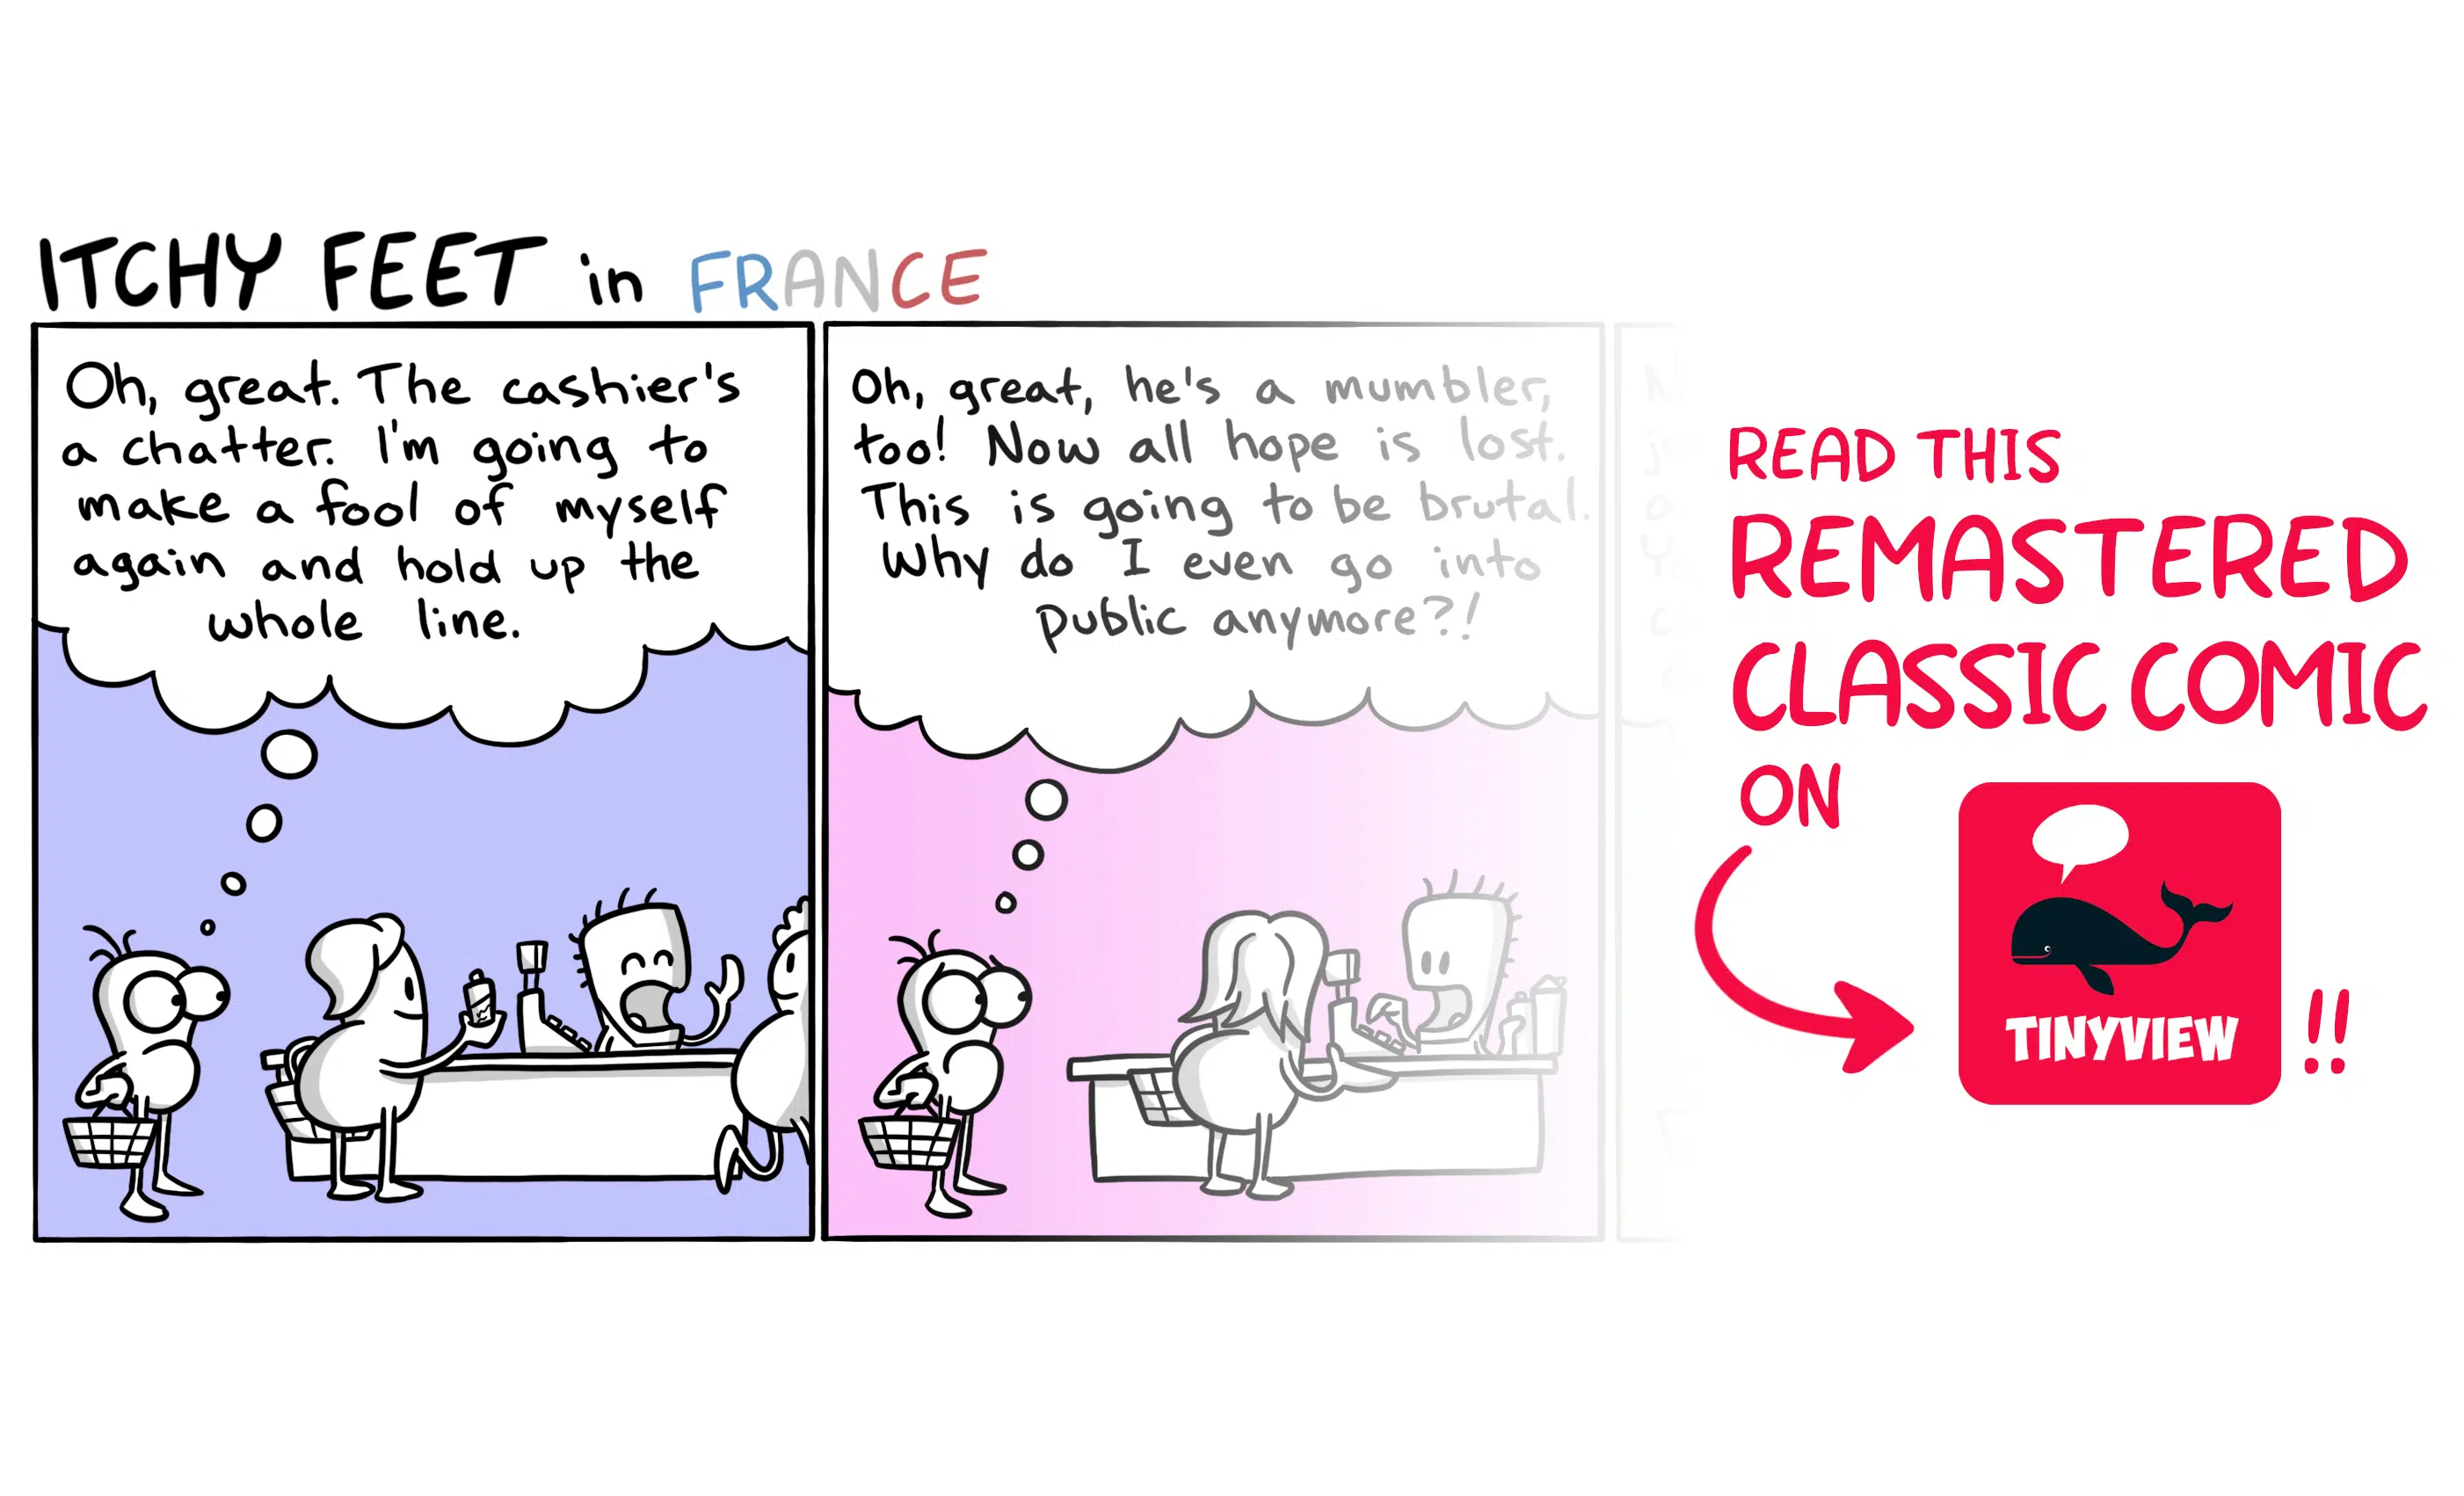 ITCHY FEET in FRANCE
Oh, great. The cashier's
a chatter. I'm going to
make a fool of myself
again and hold up the
whole line.
Oh, great, he's a mumbler,
too! Now all hope is lost.
This is going to be brutal.
Why do I even go into
public anymore?!
READ THIS
REMASTERED
CLASSIC COMIC
ON
TINYVIEW
!!